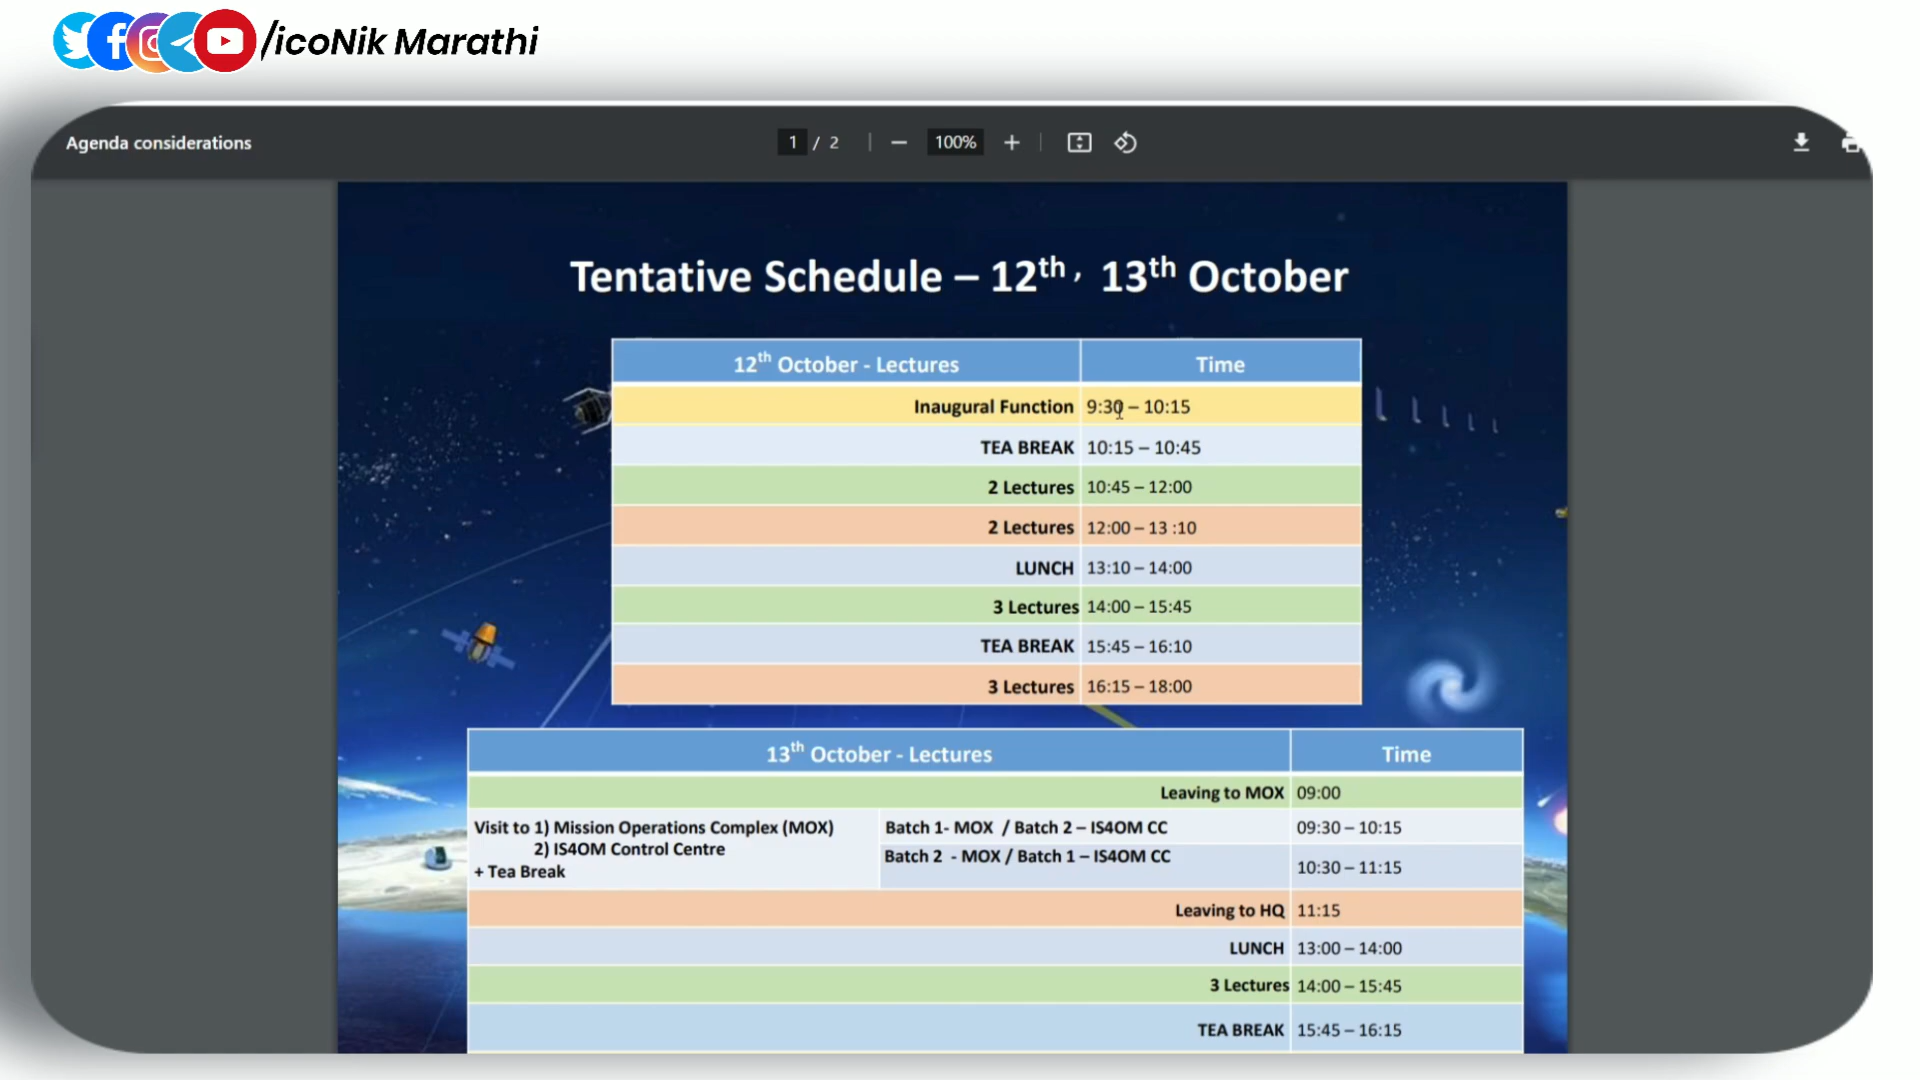 /icoNik Marathi
Agenda considerations
1 / 2
100%
Tentative Schedule – 12th, 13th October
12th October - Lectures Time
Inaugural Function 9:30 – 10:15
TEA BREAK 10:15 – 10:45
2 Lectures 10:45 – 12:00
2 Lectures 12:00 – 13 :10
LUNCH 13:10 – 14:00
3 Lectures 14:00 – 15:45
TEA BREAK 15:45 – 16:10
3 Lectures 16:15 – 18:00
13th October - Lectures Time
Leaving to MOX 09:00
Visit to 1) Mission Operations Complex (MOX)
2) IS4OM Control Centre
+ Tea Break
Batch 1- MOX / Batch 2 – IS4OM CC 09:30 – 10:15
Batch 2 - MOX / Batch 1 – IS4OM CC 10:30 – 11:15
Leaving to HQ 11:15
LUNCH 13:00 – 14:00
3 Lectures 14:00 – 15:45
TEA BREAK 15:45 – 16:15